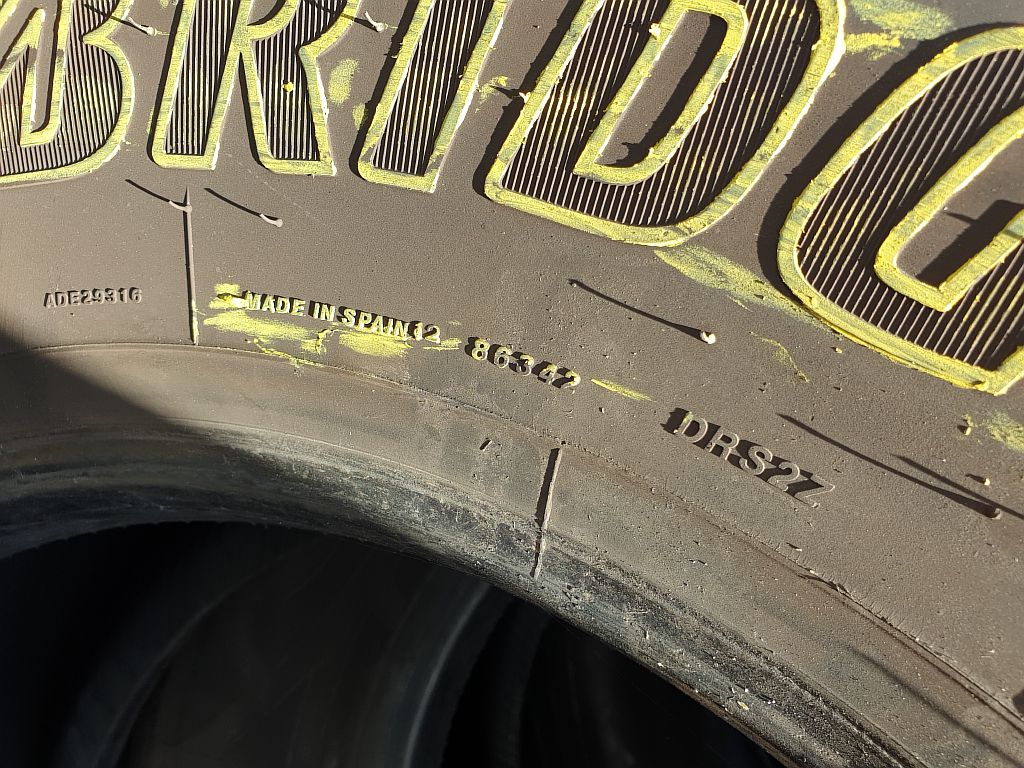 BRIDG
ADE29316
MADE IN SPAIN 12
86342
DRS2Z